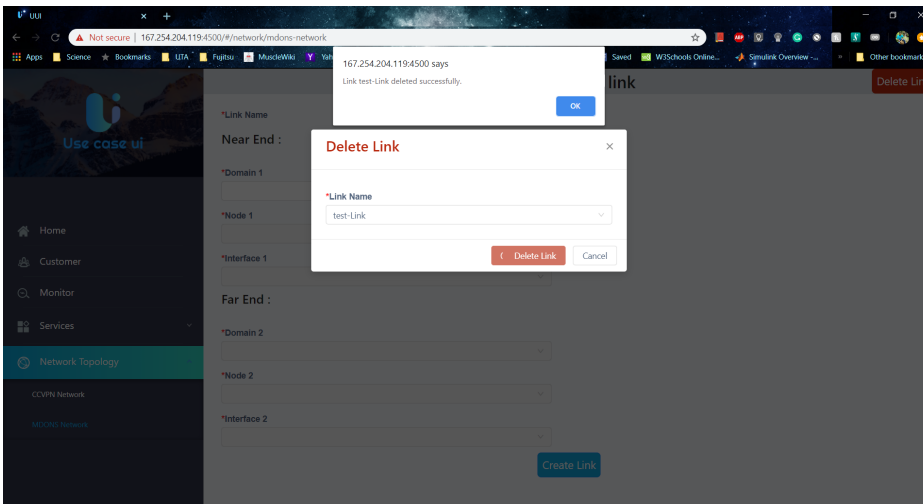 UUI
Not secure | 167.254.204.119:4500/#/network/mdons-network
Apps
Science
Bookmarks
UTA
Fujitsu
MuscleWiki
Yah
Saved
W3Schools Online...
Simulink Overview -...
»
Other bookmark
167.254.204.119:4500 says
Link test-Link deleted successfully.
OK
link
Delete Lin
Use case ui
Home
Customer
Monitor
Services
Network Topology
CCVPN Network
MDONS Network
*Link Name
Near End :
*Domain 1
*Node 1
*Interface 1
Far End :
*Domain 2
*Node 2
*Interface 2
Create Link
Delete Link
*Link Name
test-Link
Delete Link
Cancel